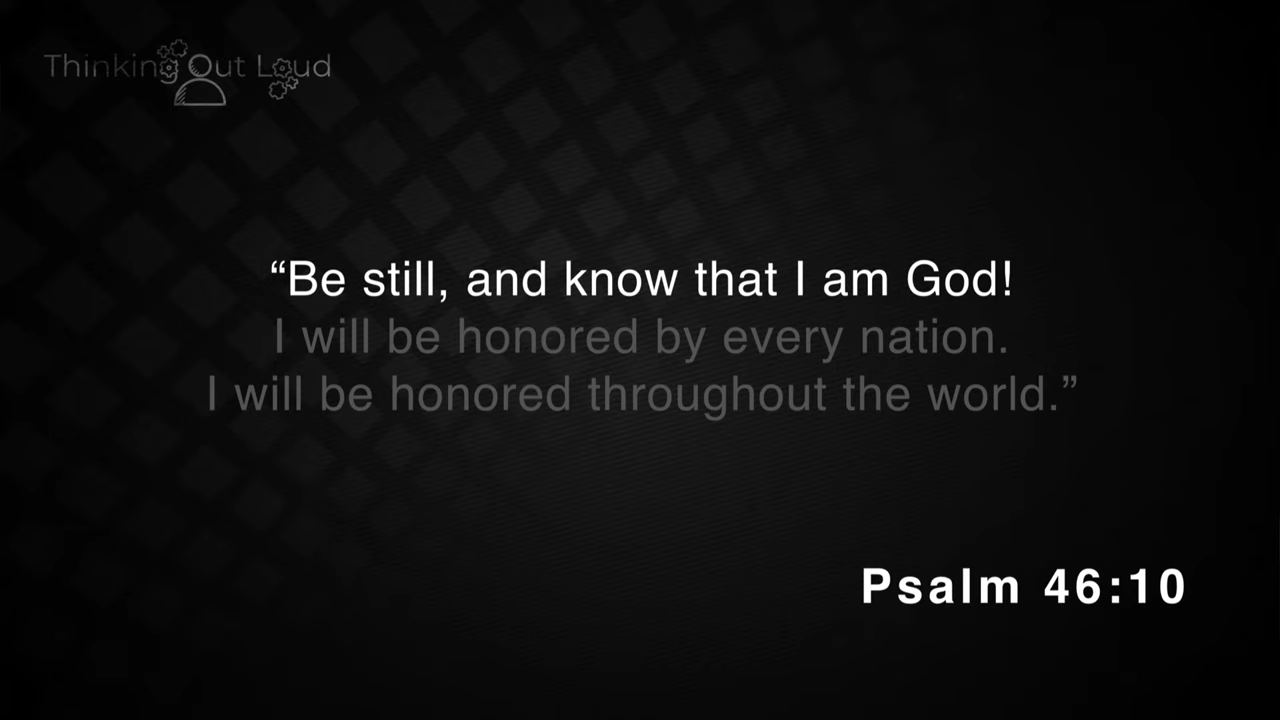 Thinking Out Loud
“Be still, and know that I am God!
I will be honored by every nation.
I will be honored throughout the world.”
Psalm 46:10